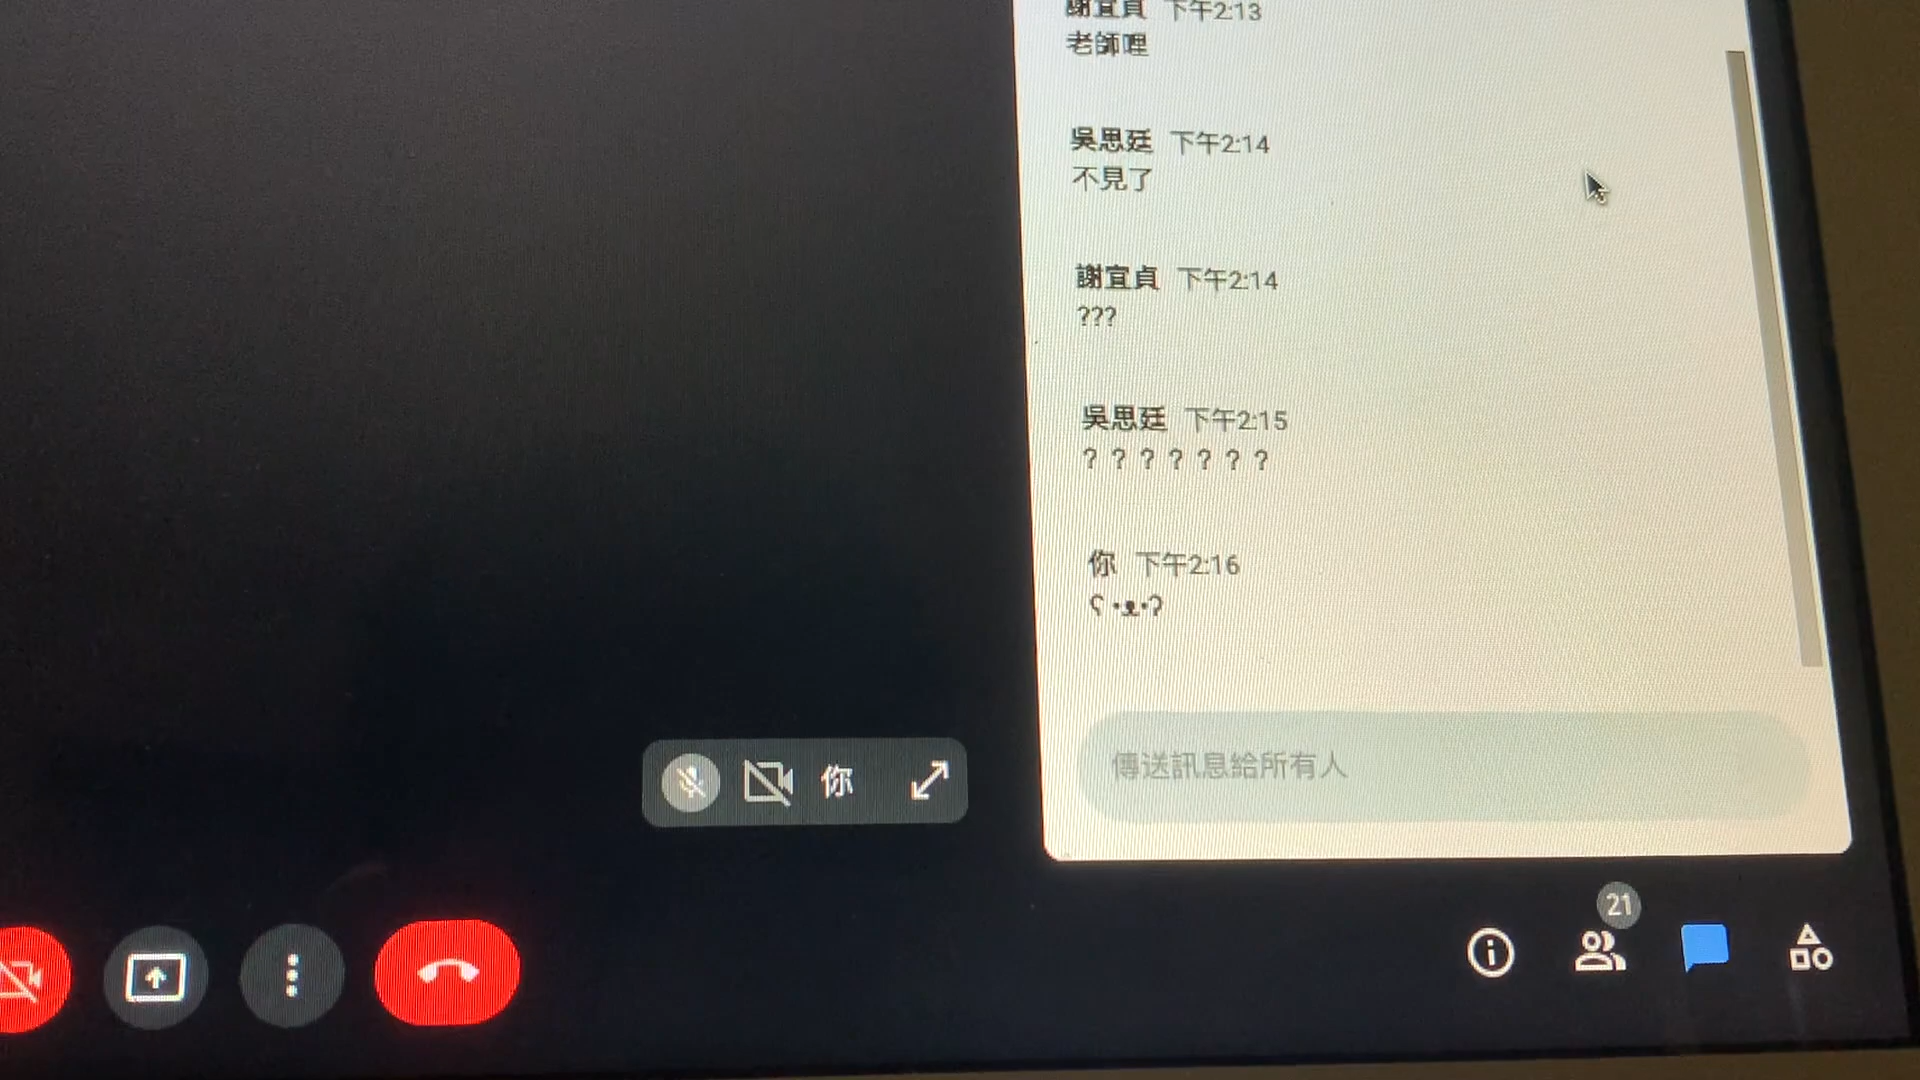 謝宜貞 下午2:13
老師哩
吳思廷 下午2:14
不見了
謝宜貞 下午2:14
???
吳思廷 下午2:15
？？？？？？？
你 下午2:16
ʕ •ᴥ•ʔ
傳送訊息給所有人
你
21